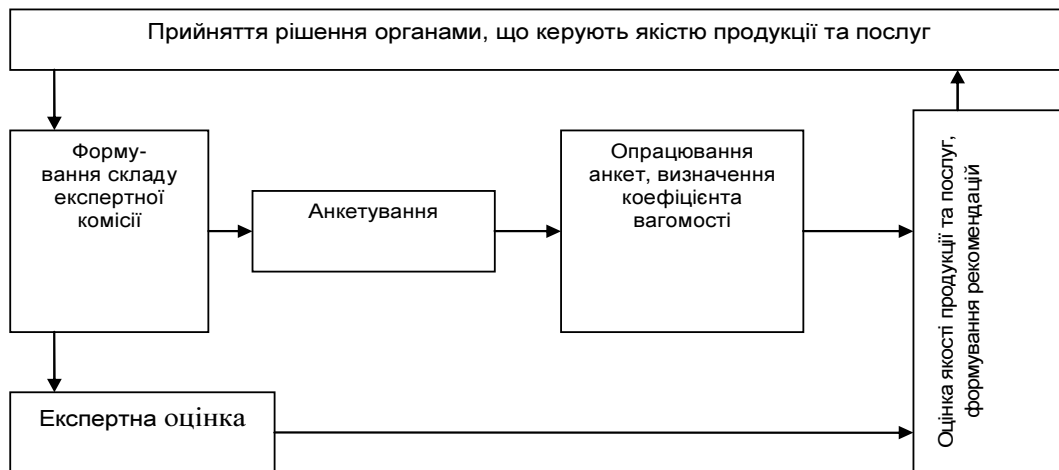 Прийняття рішення органами, що керують якістю продукції та послуг
Форму-
вання складу
експертної
комісії
Анкетування
Опрацювання
анкет, визначення
коефіцієнта
вагомості
Оцінка якості продукції та послуг,
формування рекомендацій
Експертна оцінка